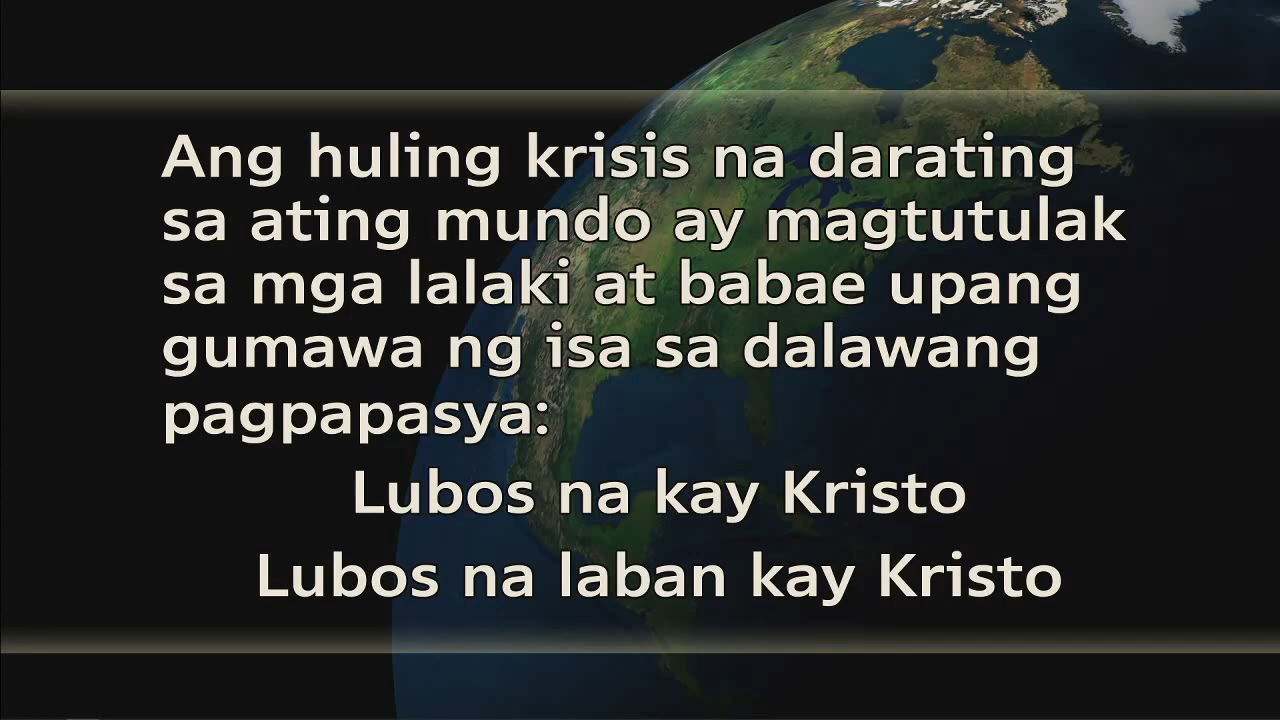 Ang huling krisis na darating
sa ating mundo ay magtutulak
sa mga lalaki at babae upang
gumawa ng isa sa dalawang
pagpapasya:
Lubos na kay Kristo
Lubos na laban kay Kristo